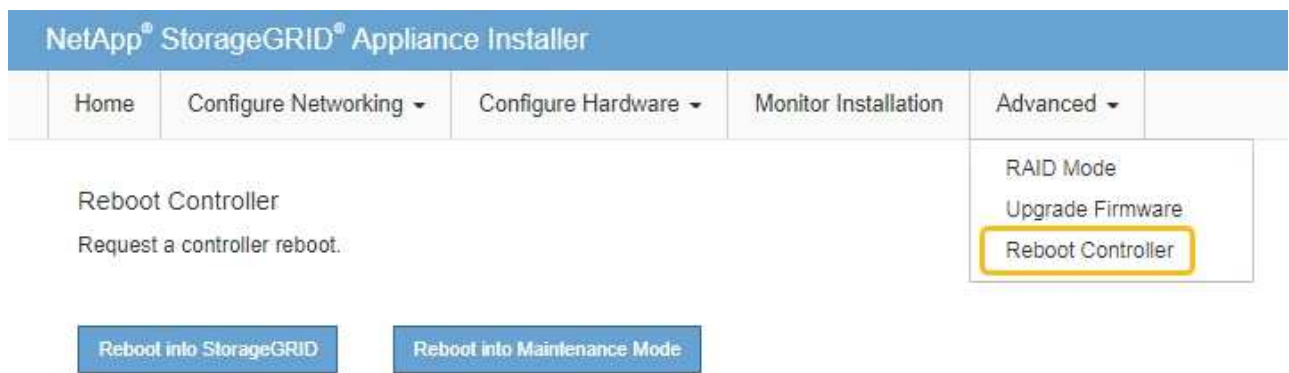 NetApp® StorageGRID® Appliance Installer
Home Configure Networking Configure Hardware Monitor Installation Advanced
RAID Mode
Upgrade Firmware
Reboot Controller
Reboot Controller
Request a controller reboot.
Reboot into StorageGRID Reboot into Maintenance Mode